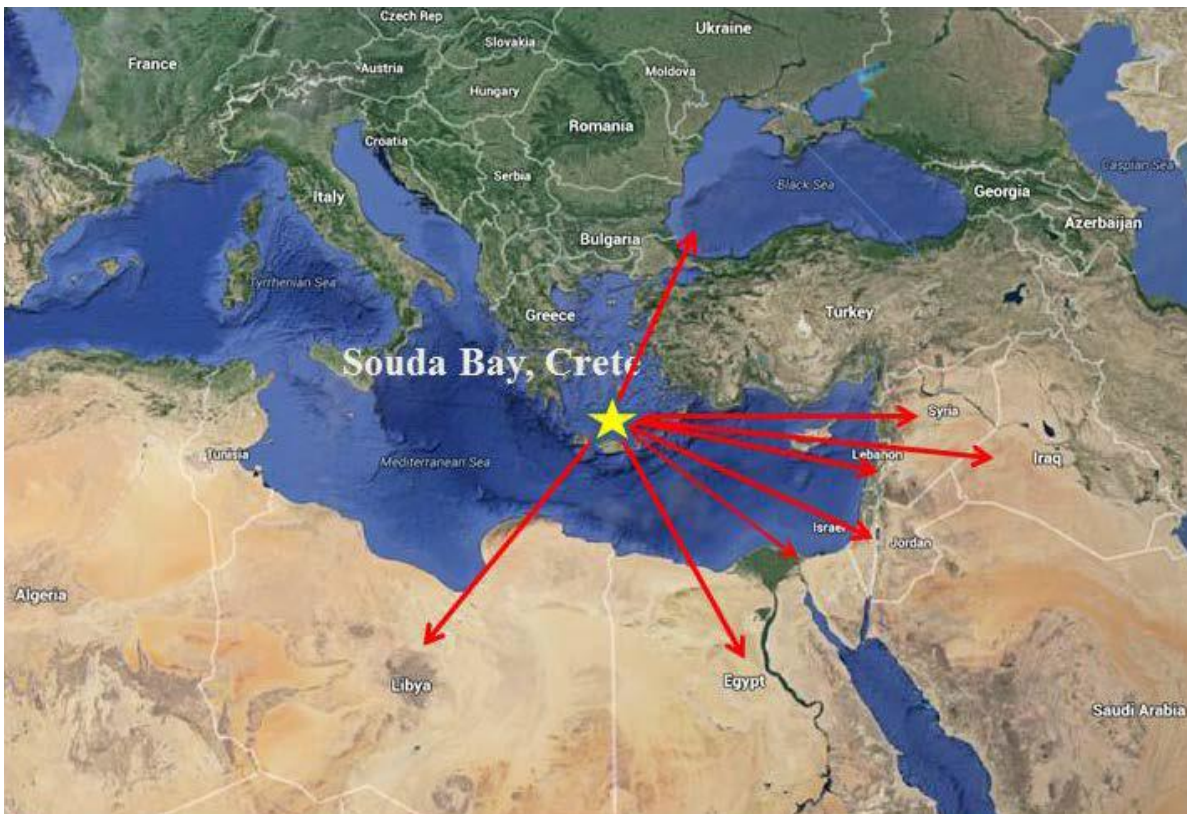 Czech Rep
Ukraine
Slovakia
France
Austria
Moldova
Hungary
Romania
Croatia
Caspian Sea
Serbia
Black Sea
Italy
Georgia
Azerbaijan
Bulgaria
Tyrrhenian Sea
Greece
Turkey
Souda Bay, Crete
Syria
Tunisia
Lebanon
Iraq
Mediterranean Sea
Israel
Jordan
Algeria
Libya
Egypt
Saudi Arabia